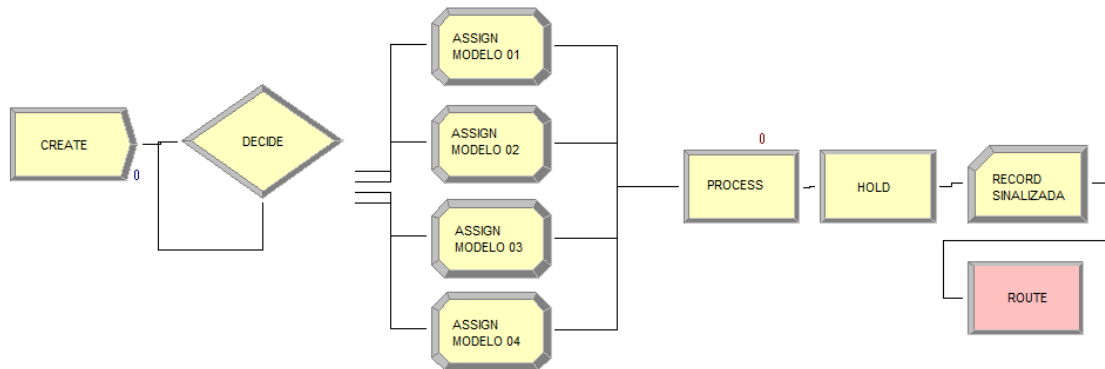 CREATE
0
DECIDE
ASSIGN
MODELO 01
ASSIGN
MODELO 02
ASSIGN
MODELO 03
ASSIGN
MODELO 04
0
PROCESS
HOLD
RECORD
SINALIZADA
ROUTE